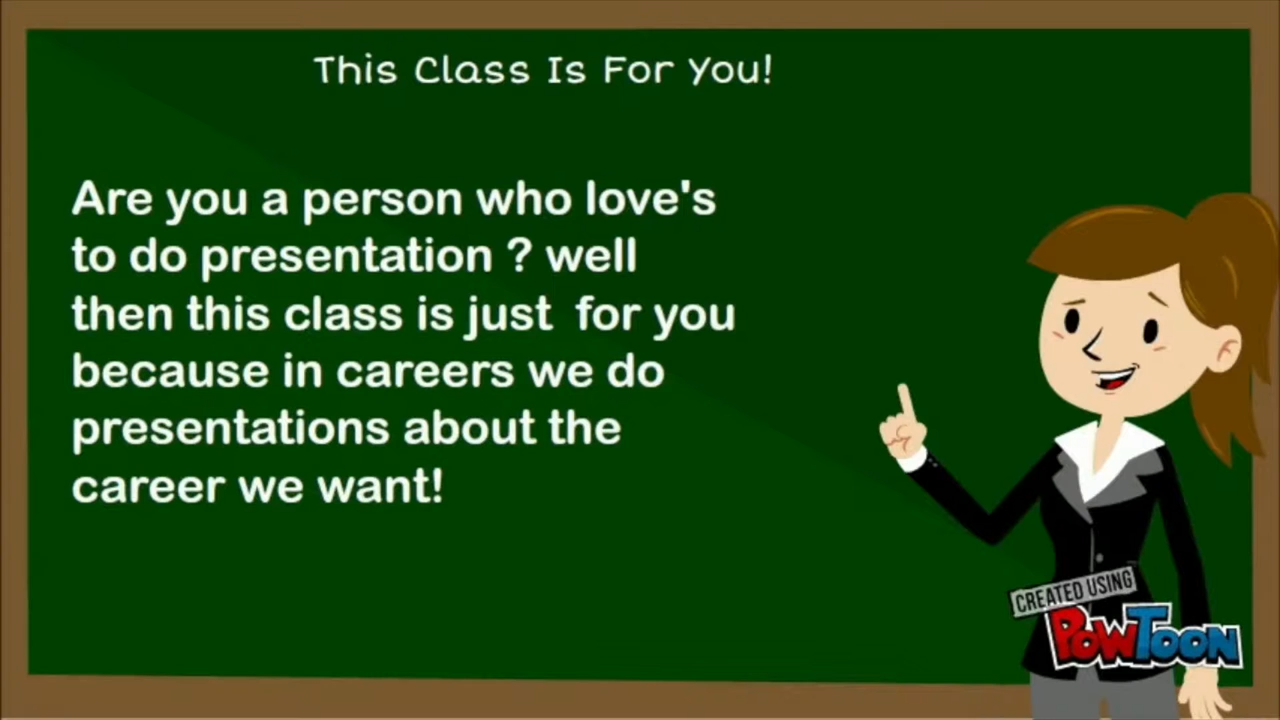 This Class Is For You!
Are you a person who love's
to do presentation ? well
then this class is just  for you
because in careers we do
presentations about the
career we want!
CREATED USING
POWTOON